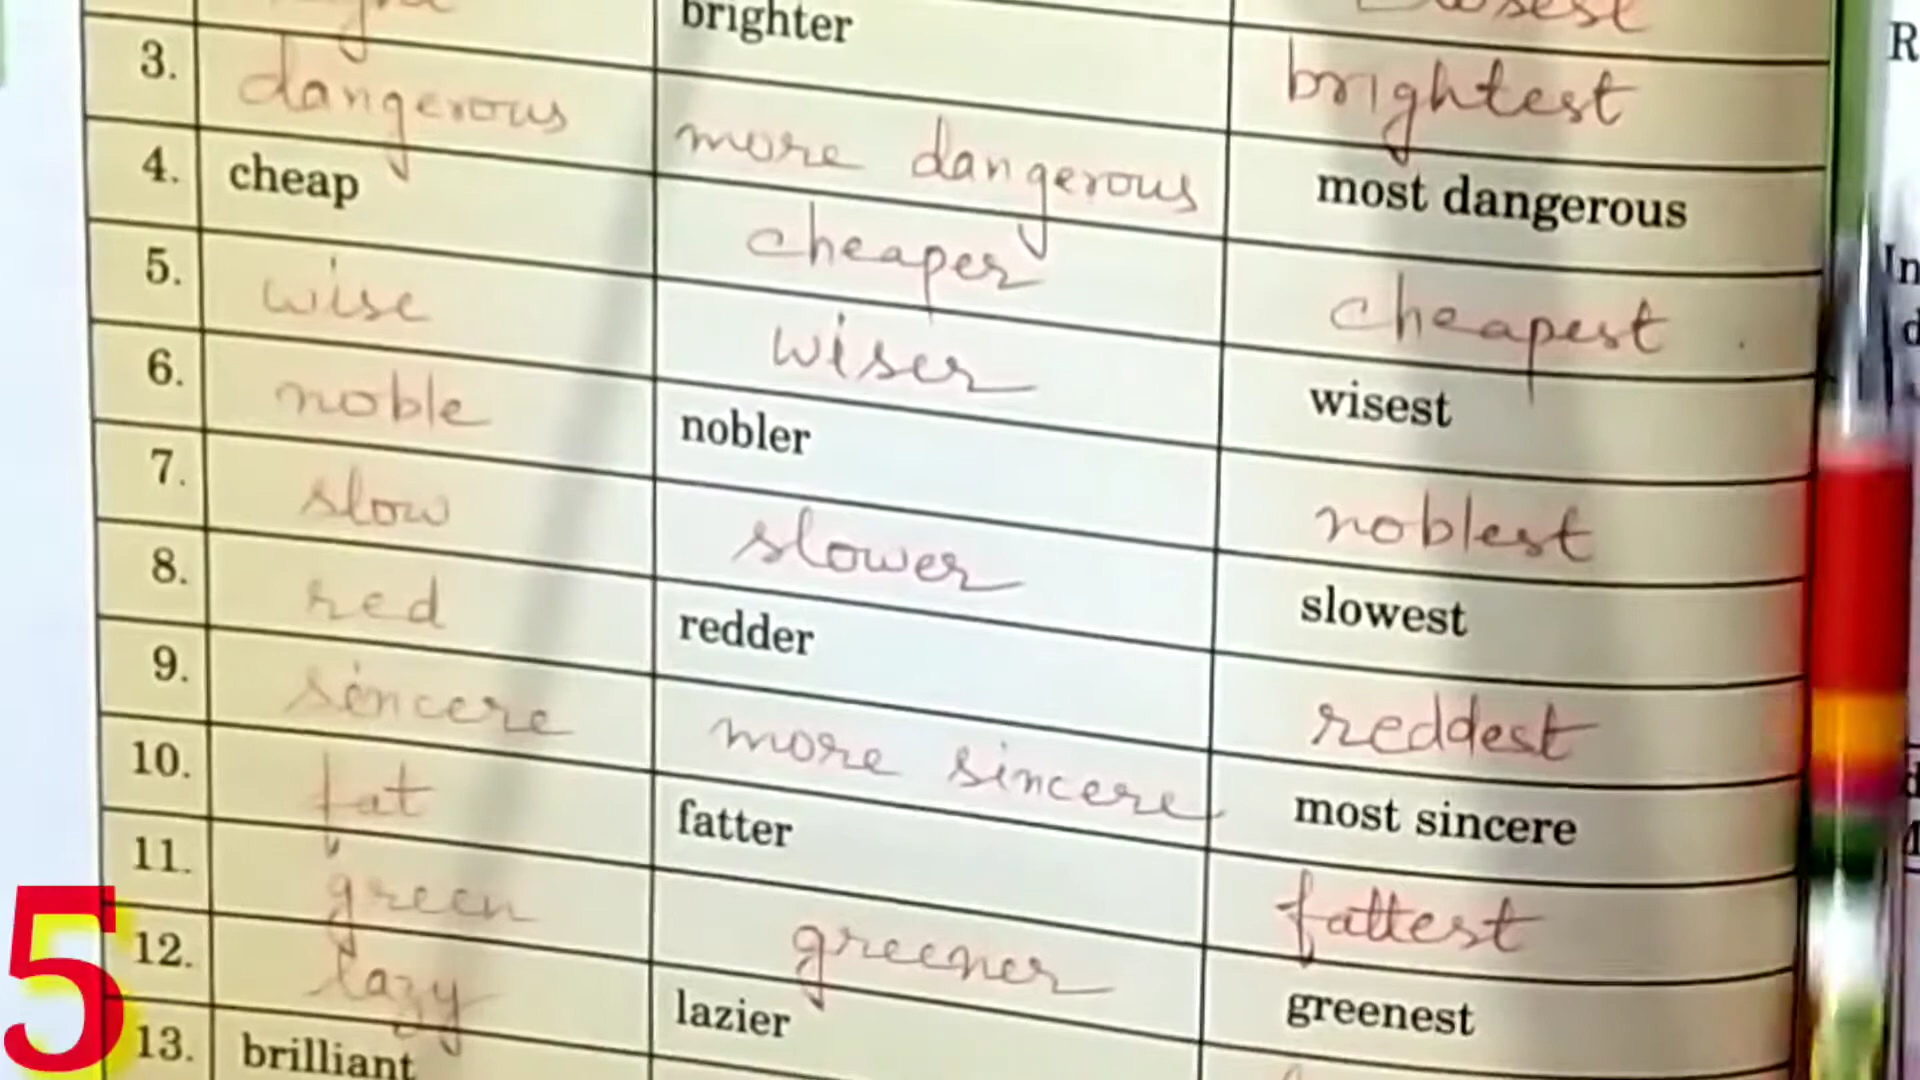 brighter
brightest
3. dangerous more dangerous most dangerous
4. cheap cheaper cheapest
5. wise wiser wisest
6. noble nobler noblest
7. slow slower slowest
8. red redder reddest
9. sincere more sincere most sincere
10. fat fatter fattest
11. green greener greenest
12. lazy lazier
13. brilliant
5
R
In
d